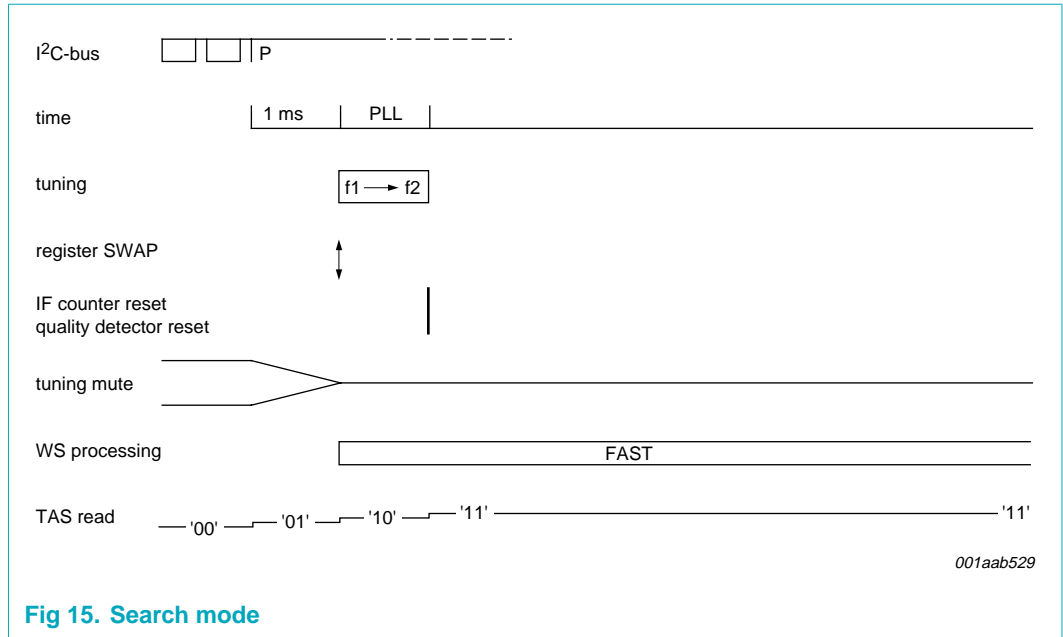 I2C-bus P
time 1 ms PLL
tuning f1 → f2
register SWAP
IF counter reset
quality detector reset
tuning mute
WS processing FAST
TAS read '00' '01' '10' '11' '11'
001aab529
Fig 15. Search mode